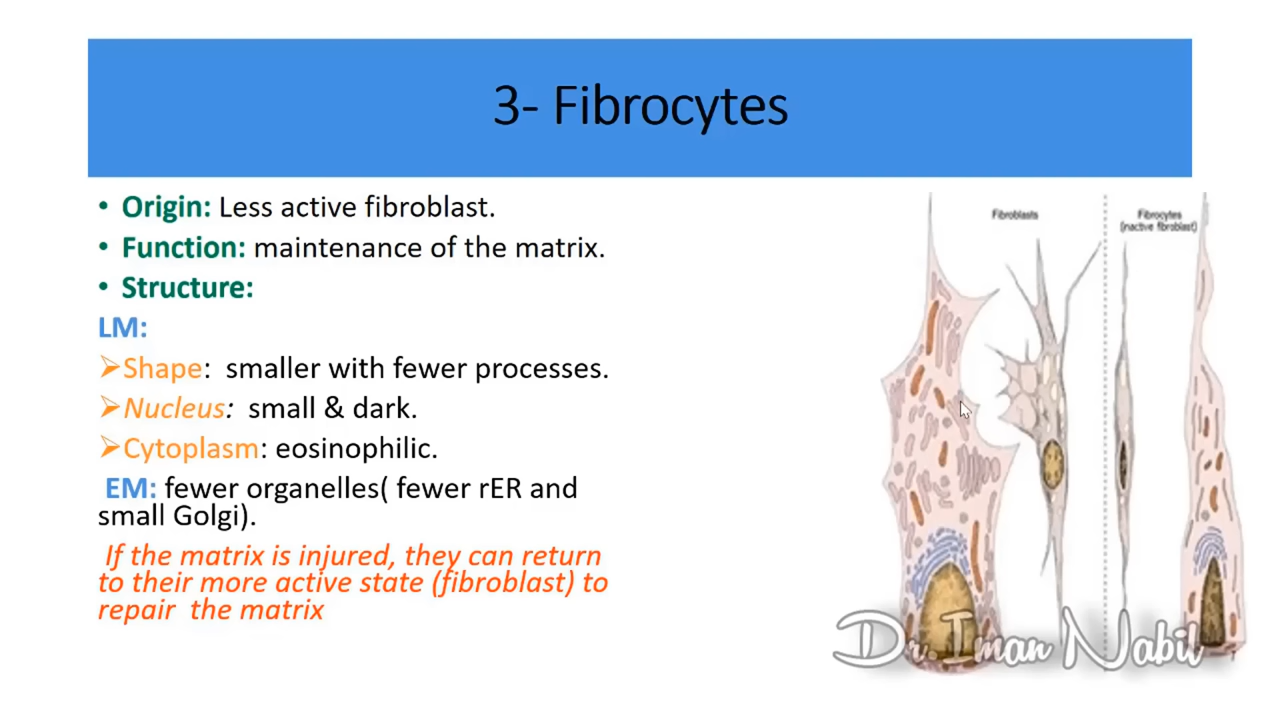 3- Fibrocytes
• Origin: Less active fibroblast.
• Function: maintenance of the matrix.
• Structure:
LM:
➢Shape: smaller with fewer processes.
➢Nucleus: small & dark.
➢Cytoplasm: eosinophilic.
EM: fewer organelles( fewer rER and
small Golgi).
If the matrix is injured, they can return
to their more active state (fibroblast) to
repair the matrix
Fibroblasts
Fibrocytes
(inactive fibroblast)
Dr.Iman Nabil